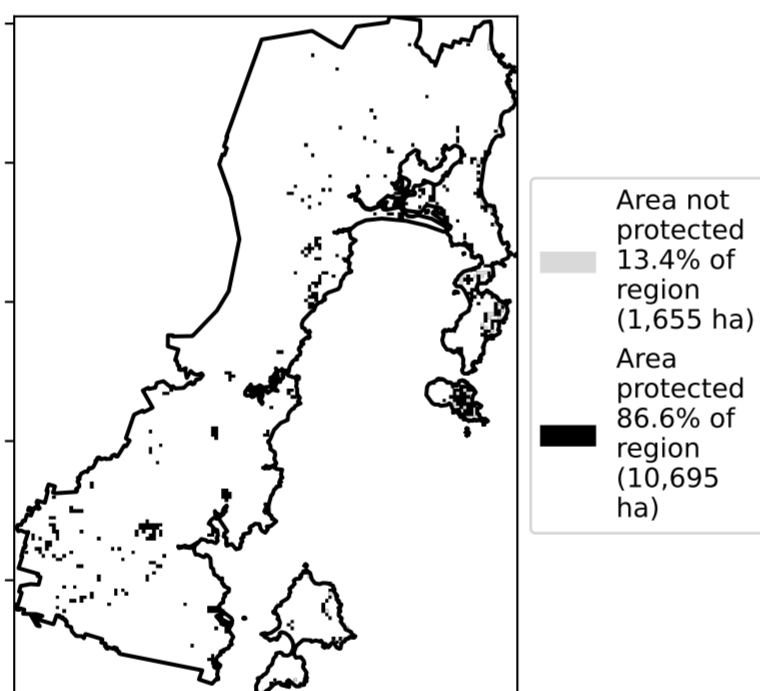 Area not
protected
13.4% of
region
(1,655 ha)
Area
protected
86.6% of
region
(10,695
ha)